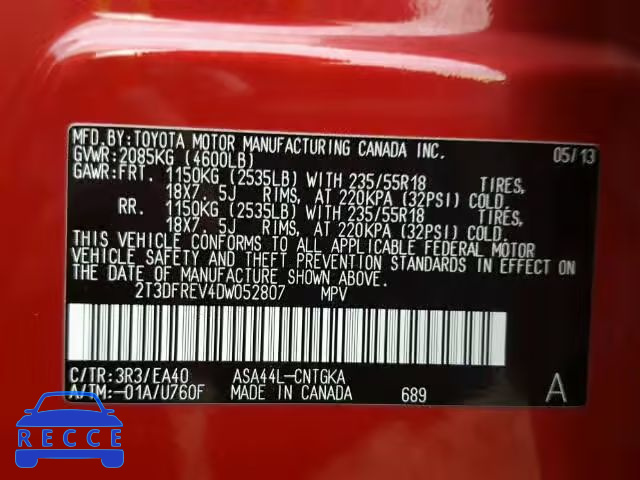 MFD.BY:TOYOTA MOTOR MANUFACTURING CANADA INC. 05/13
GVWR:2085KG (4600LB)
GAWR:FRT. 1150KG (2535LB) WITH 235/55R18 TIRES,
18X7. 5J RIMS, AT 220KPA (32PSI) COLD.
RR. 1150KG (2535LB) WITH 235/55R18 TIRES,
18X7. 5J RIMS, AT 220KPA (32PSI) COLD.
THIS VEHICLE CONFORMS TO ALL APPLICABLE FEDERAL MOTOR
VEHICLE SAFETY AND THEFT PREVENTION STANDARDS IN EFFECT ON
THE DATE OF MANUFACTURE SHOWN ABOVE.
2T3DFREV4DW052807 MPV
C/TR:3R3/EA40 ASA44L-CNTGKA
A/TM:-01A/U760F MADE IN CANADA 689 A
RECCE